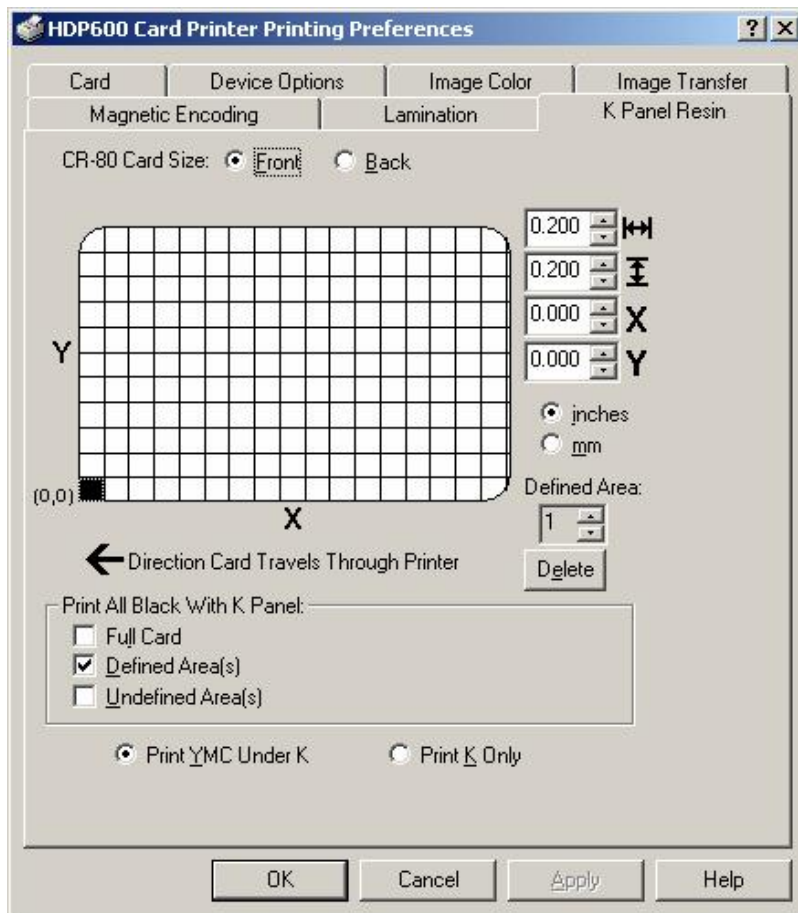 HDP600 Card Printer Printing Preferences
Card Device Options Image Color Image Transfer
Magnetic Encoding Lamination K Panel Resin
CR-80 Card Size: Front Back
0.200
0.200
0.000 X
0.000 Y
Y
inches
mm
(0,0)
X
Defined Area:
1
Direction Card Travels Through Printer
Delete
Print All Black With K Panel:
Full Card
Defined Area(s)
Undefined Area(s)
Print YMC Under K Print K Only
OK Cancel Apply Help